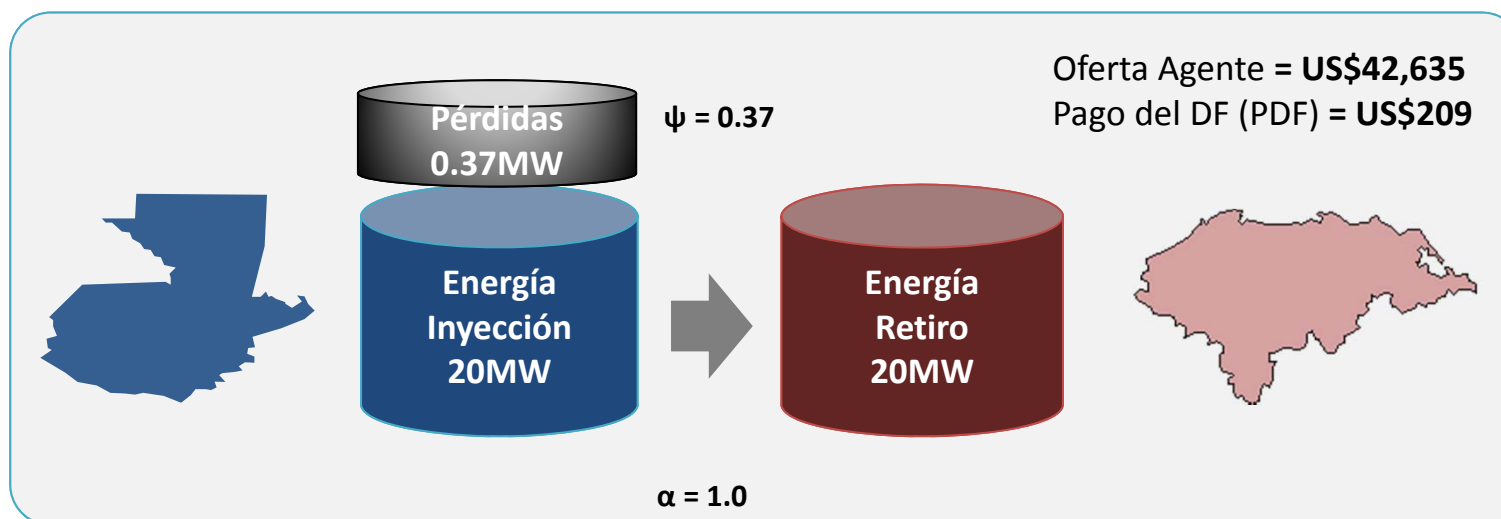 Oferta Agente = US$42,635
Pago del DF (PDF) = US$209
Pérdidas
0.37MW
ψ = 0.37
Energía
Inyección
20MW
Energía
Retiro
20MW
α = 1.0